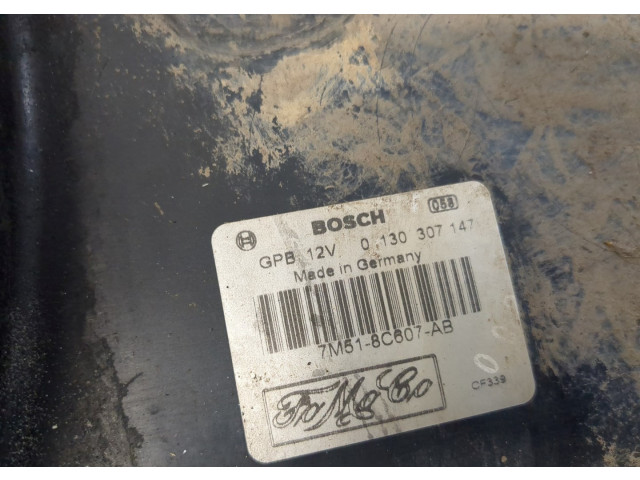 BOSCH 058
GPB 12V 0 130 307 147
Made in Germany
7M51-8C607-AB
FoMoCo
CF339